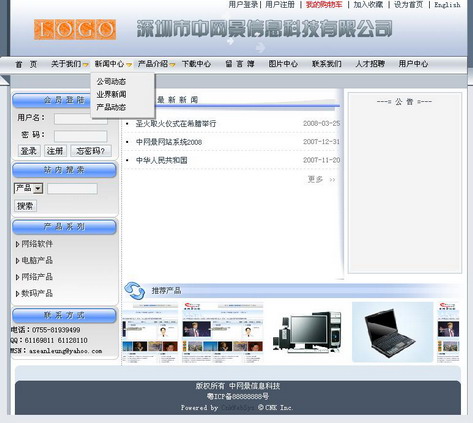 用户登录 | 用户注册 | 我的购物车 | 加入收藏 | 设为首页 | English
LOGO 深圳市中网景信息科技有限公司
首 页 关于我们 新闻中心 产品介绍 下载中心 留 言 簿 图片中心 联系我们 人才招聘 用户中心
公司动态
业界新闻
产品动态
会 员 登 陆
用户名：
密 码：
登录 注册 忘密码?
最 新 新 闻
圣火取火仪式在希腊举行 2008-03-25
中网景网站系统2008 2007-12-31
中华人民共和国 2007-11-20
更多 >>
---= 公 告 =---
站 内 搜 索
产品
搜索
产 品 系 列
网络软件
电脑产品
网络产品
数码产品
联 系 方 式
电话：0755-81939499
QQ：61169811 61128110
MSN：szeanleung@yahoo.com
推荐产品
版权所有 中网景信息科技
粤ICP备88888888号
Powered by CnkWebSys © CNK Inc.